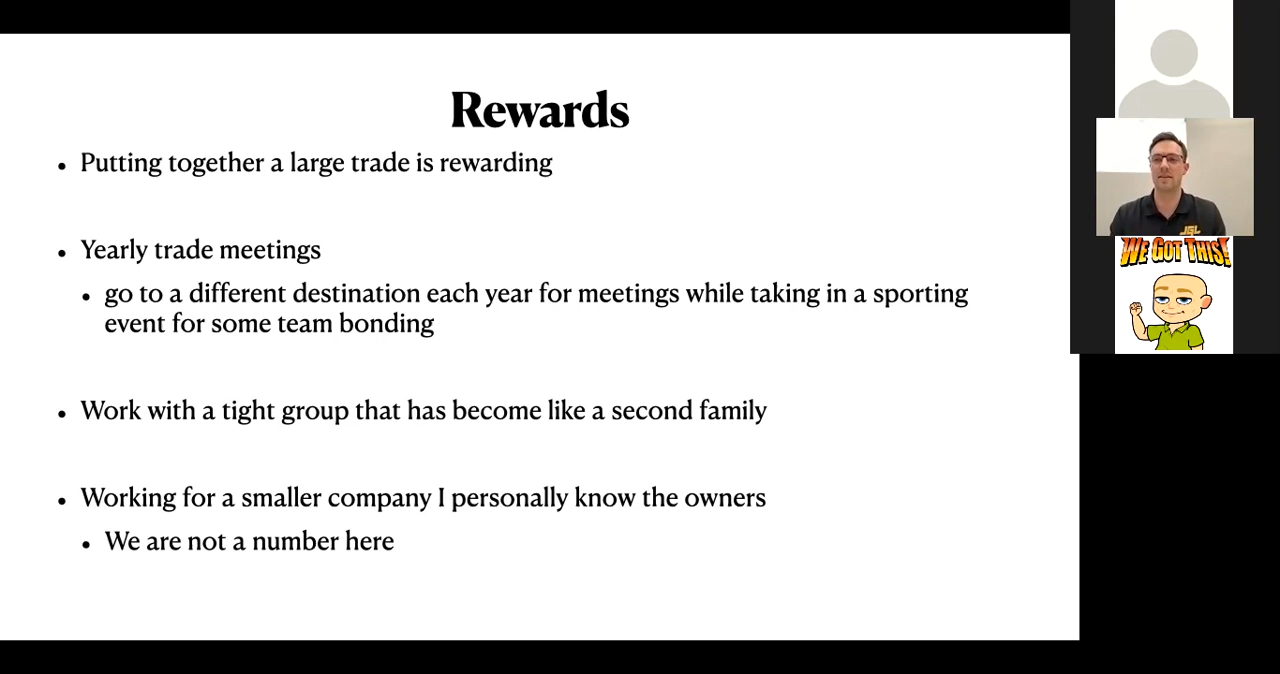 Rewards
• Putting together a large trade is rewarding
• Yearly trade meetings
• go to a different destination each year for meetings while taking in a sporting
event for some team bonding
• Work with a tight group that has become like a second family
• Working for a smaller company I personally know the owners
• We are not a number here
JGL
WE GOT THIS!